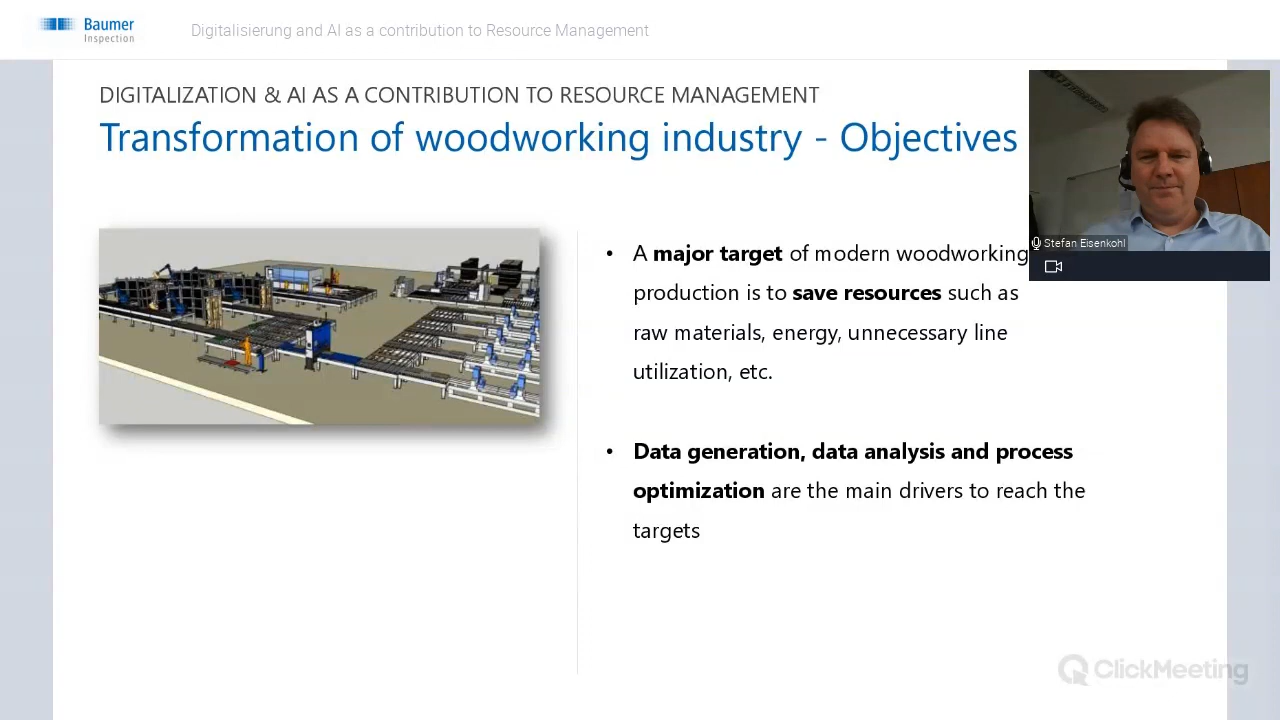 Baumer
Inspection
Digitalisierung and AI as a contribution to Resource Management
DIGITALIZATION & AI AS A CONTRIBUTION TO RESOURCE MANAGEMENT
Transformation of woodworking industry - Objectives
Stefan Eisenkohl
• A major target of modern woodworking
production is to save resources such as
raw materials, energy, unnecessary line
utilization, etc.
• Data generation, data analysis and process
optimization are the main drivers to reach the
targets
ClickMeeting